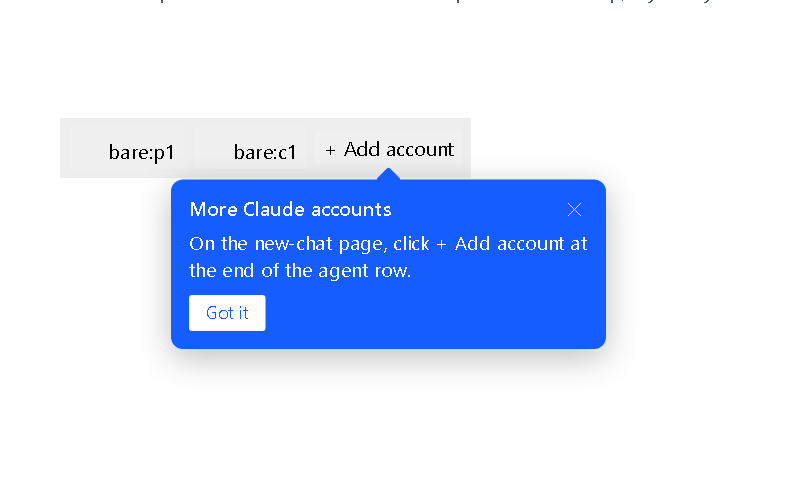 bare:p1 bare:c1 + Add account
More Claude accounts
On the new-chat page, click + Add account at
the end of the agent row.
Got it